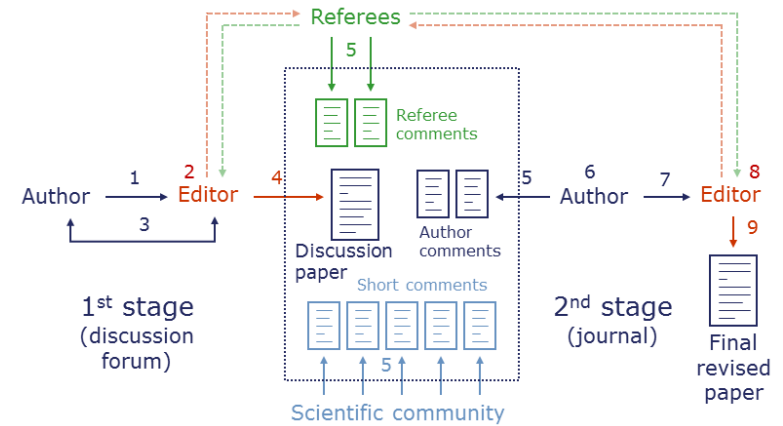 Referees
5
Referee
comments
1
2
4
5
6
7
8
Author
Editor
Author
Editor
3
9
Discussion
paper
Author
comments
Short comments
1st stage
(discussion
forum)
2nd stage
(journal)
Final
revised
paper
5
Scientific community